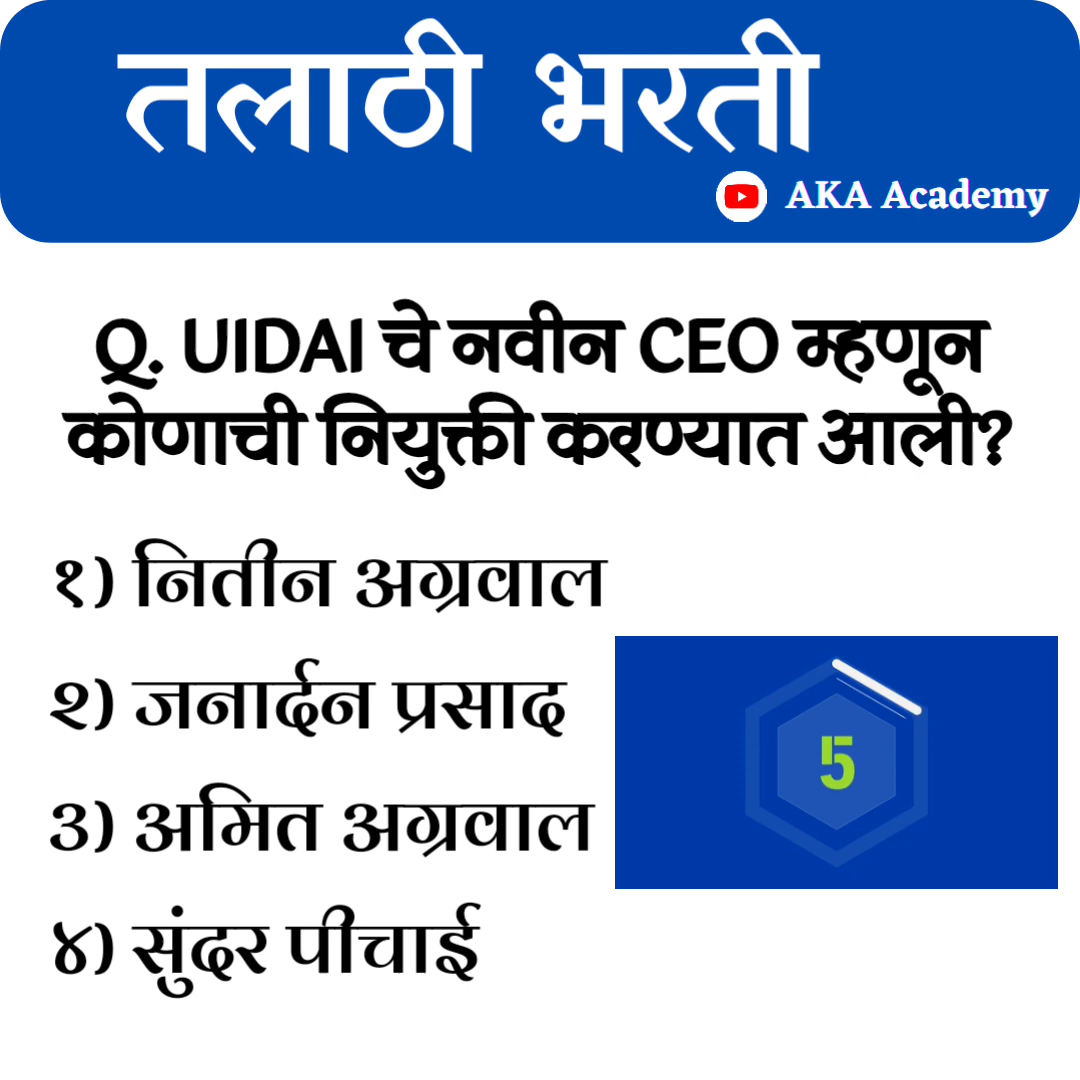 तलाठी भरती
AKA Academy
Q. UIDAI चे नवीन CEO म्हणून
कोणाची नियुक्ती करण्यात आली?
१) नितीन अग्रवाल
२) जनार्दन प्रसाद
३) अमित अग्रवाल
5
४) सुंदर पीचाई